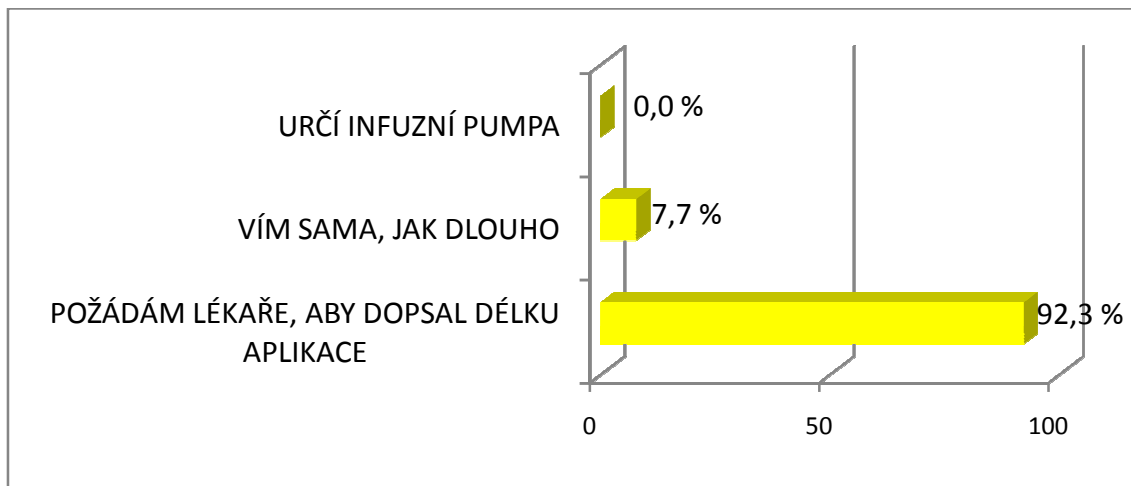 URČÍ INFUZNÍ PUMPA
0,0 %
VÍM SAMA, JAK DLOUHO
7,7 %
POŽÁDÁM LÉKAŘE, ABY DOPSAL DÉLKU
APLIKACE
92,3 %
0
50
100